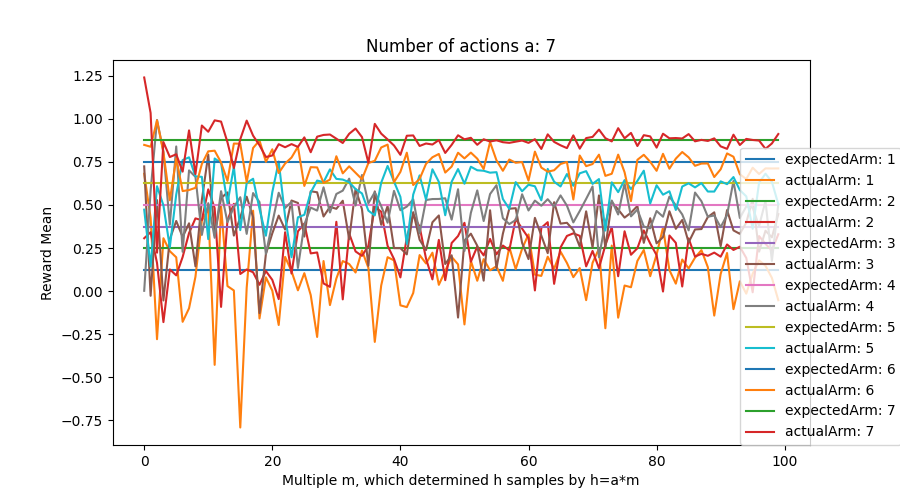 Number of actions a: 7
Reward Mean
1.25
1.00
0.75
0.50
0.25
0.00
−0.25
−0.50
−0.75
0 20 40 60 80 100
Multiple m, which determined h samples by h=a*m
expectedArm: 1
actualArm: 1
expectedArm: 2
actualArm: 2
expectedArm: 3
actualArm: 3
expectedArm: 4
actualArm: 4
expectedArm: 5
actualArm: 5
expectedArm: 6
actualArm: 6
expectedArm: 7
actualArm: 7